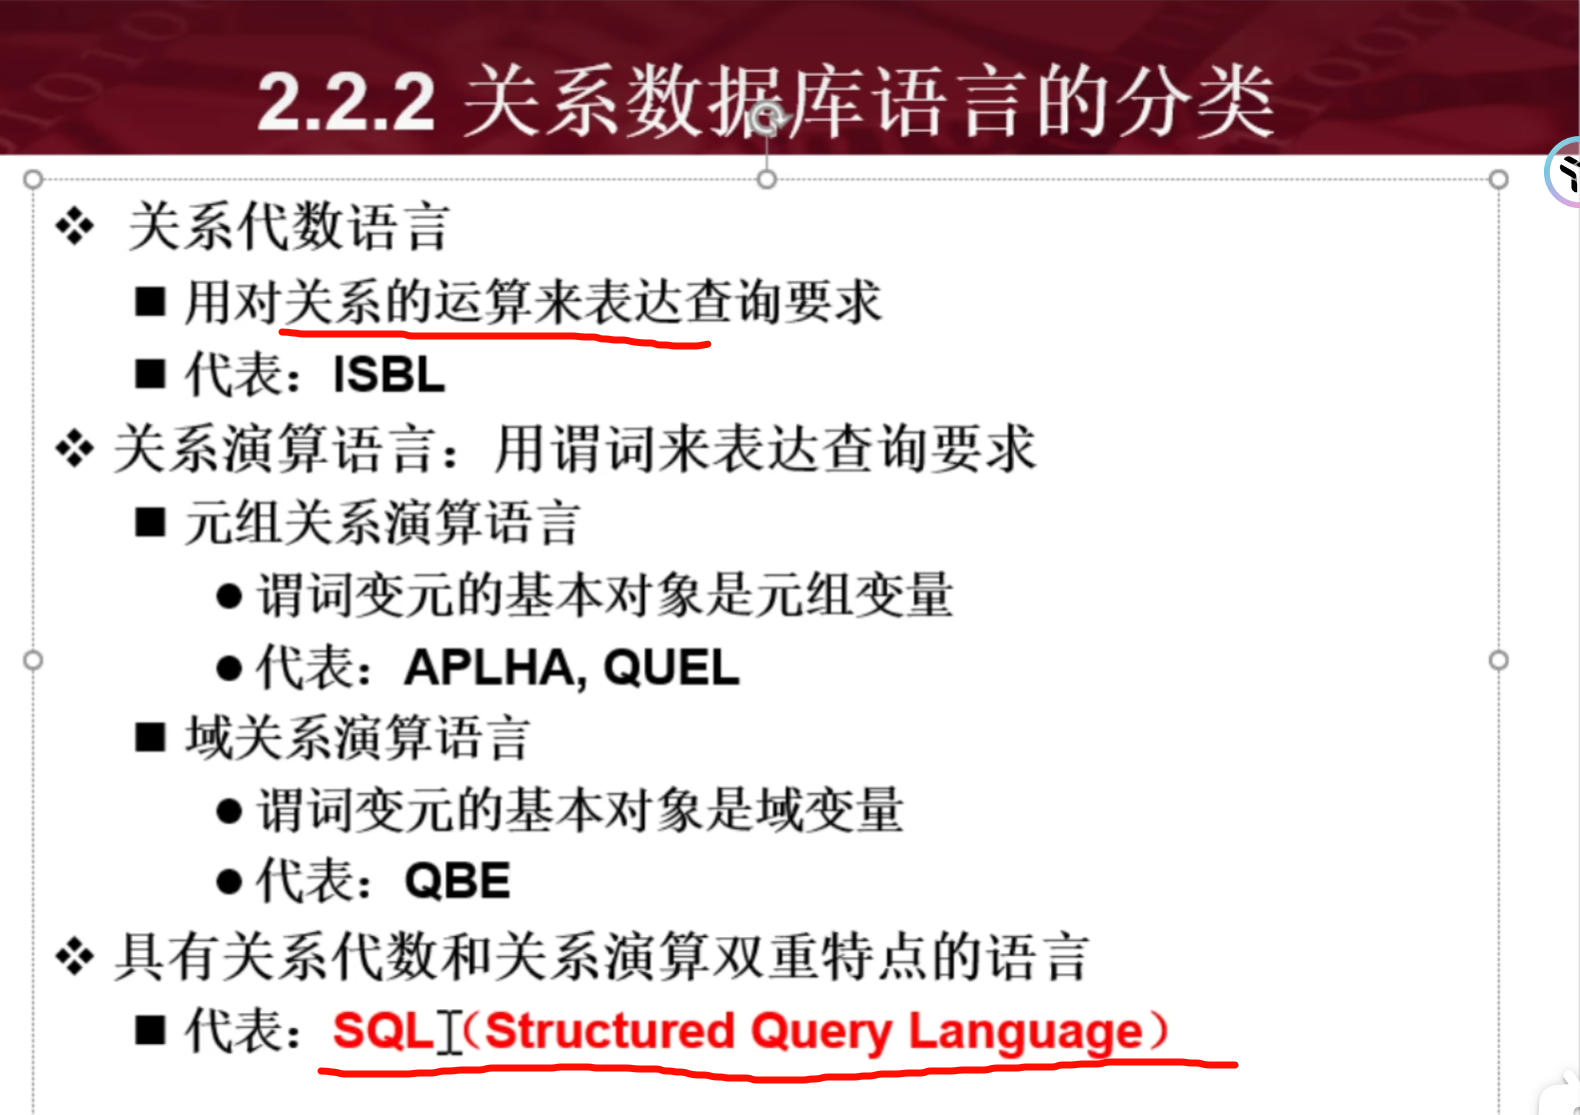 2.2.2 关系数据库语言的分类
关系代数语言
用对关系的运算来表达查询要求
代表：ISBL
关系演算语言：用谓词来表达查询要求
元组关系演算语言
谓词变元的基本对象是元组变量
代表：APLHA, QUEL
域关系演算语言
谓词变元的基本对象是域变量
代表：QBE
具有关系代数和关系演算双重特点的语言
代表：SQL（Structured Query Language）